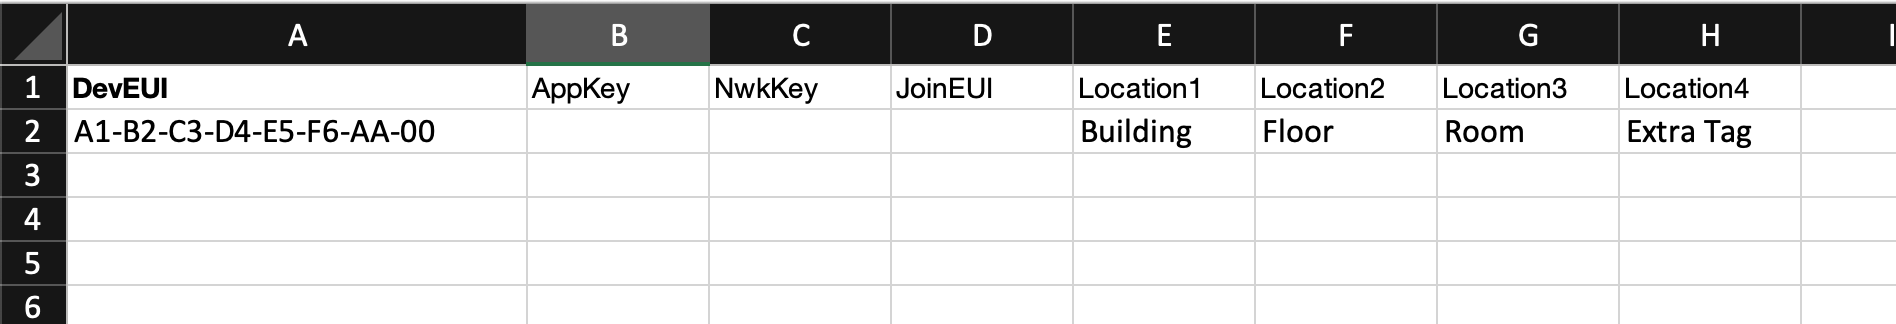 A B C D E F G H
1 DevEUI AppKey NwkKey JoinEUI Location1 Location2 Location3 Location4
2 A1-B2-C3-D4-E5-F6-AA-00 Building Floor Room Extra Tag
3
4
5
6